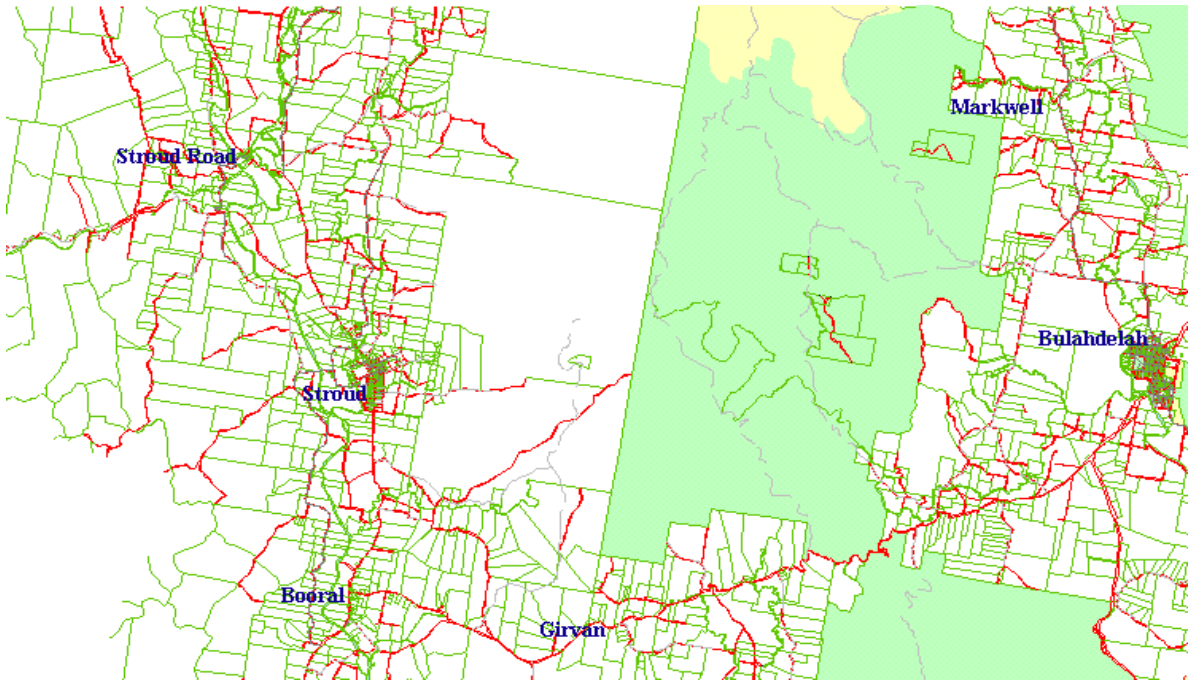 Markwell
Stroud Road
Bulahdelah
Stroud
Booral
Girvan